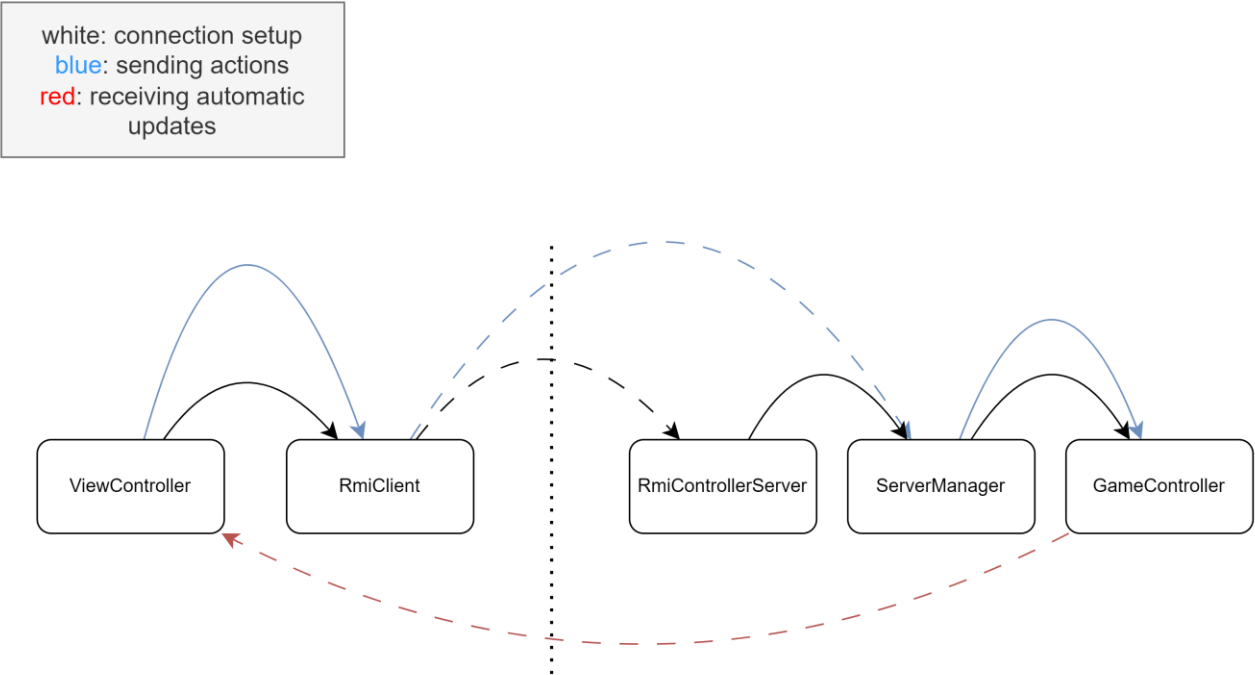 white: connection setup
blue: sending actions
red: receiving automatic
updates
ViewController
RmiClient
RmiControllerServer
ServerManager
GameController